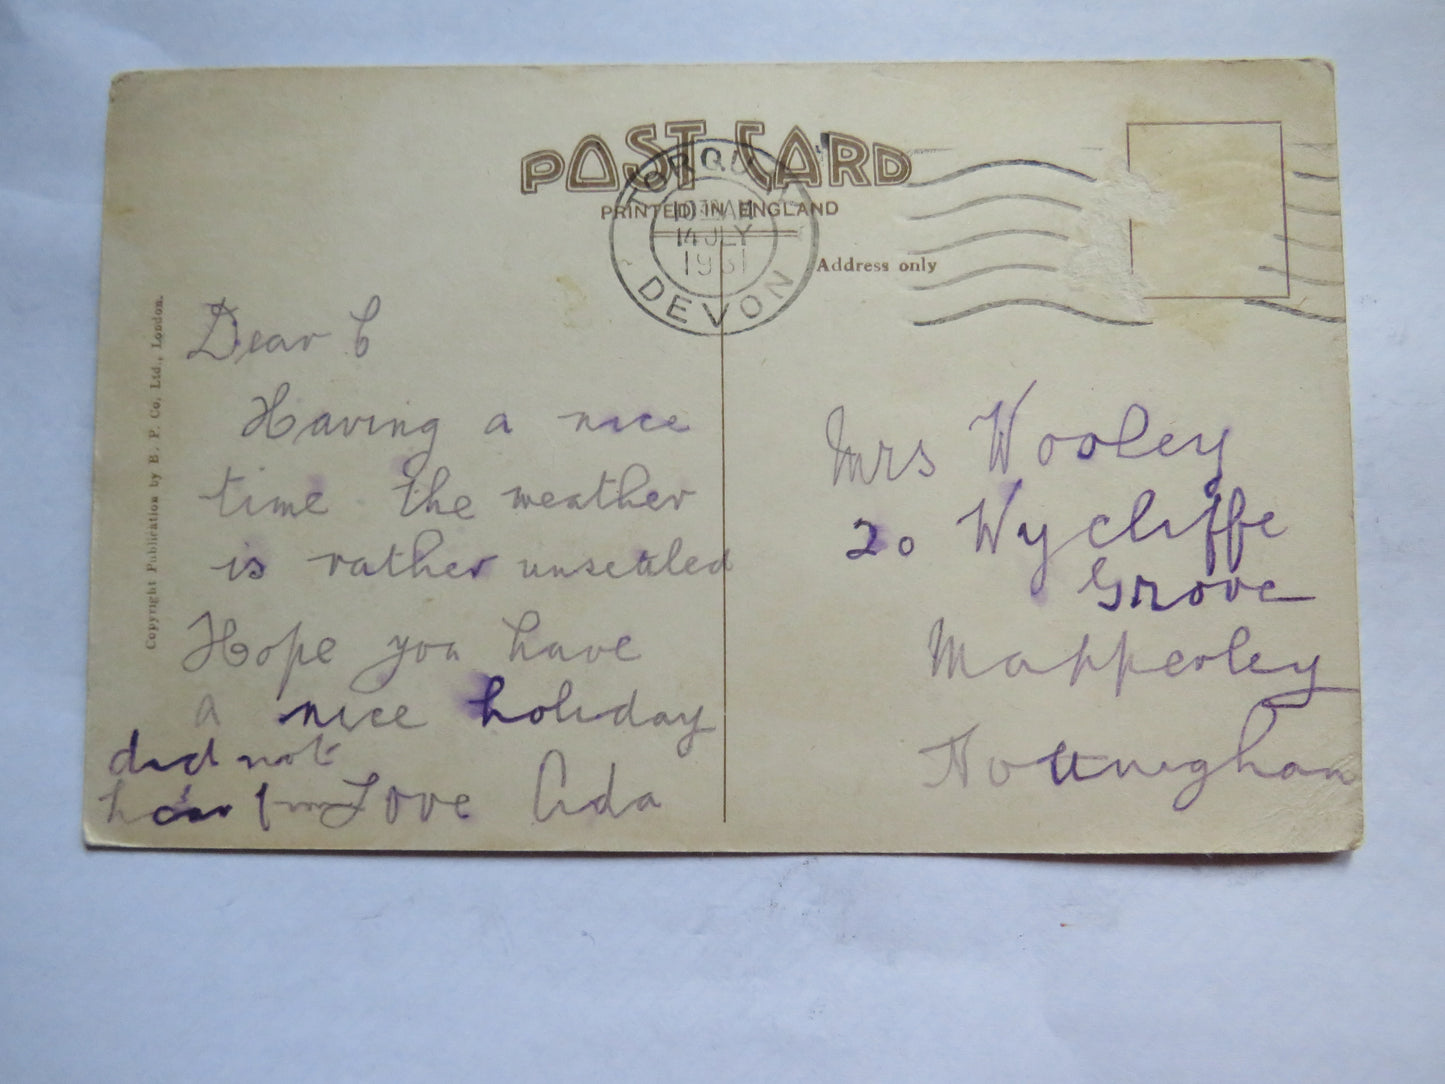 POST CARD
PRINTED IN ENGLAND
TORQUAY
14 JLY
1931
DEVON
Address only
Copyright Publication by B. P. Co. Ltd., London.
Dear b
Having a nice
time the weather
is rather unsetaled
Hope you have
a nice holiday
did not
hear from
Love Ada
Mrs Wooley
20 Wycliffe
Grove
Mapperley
Nottingham